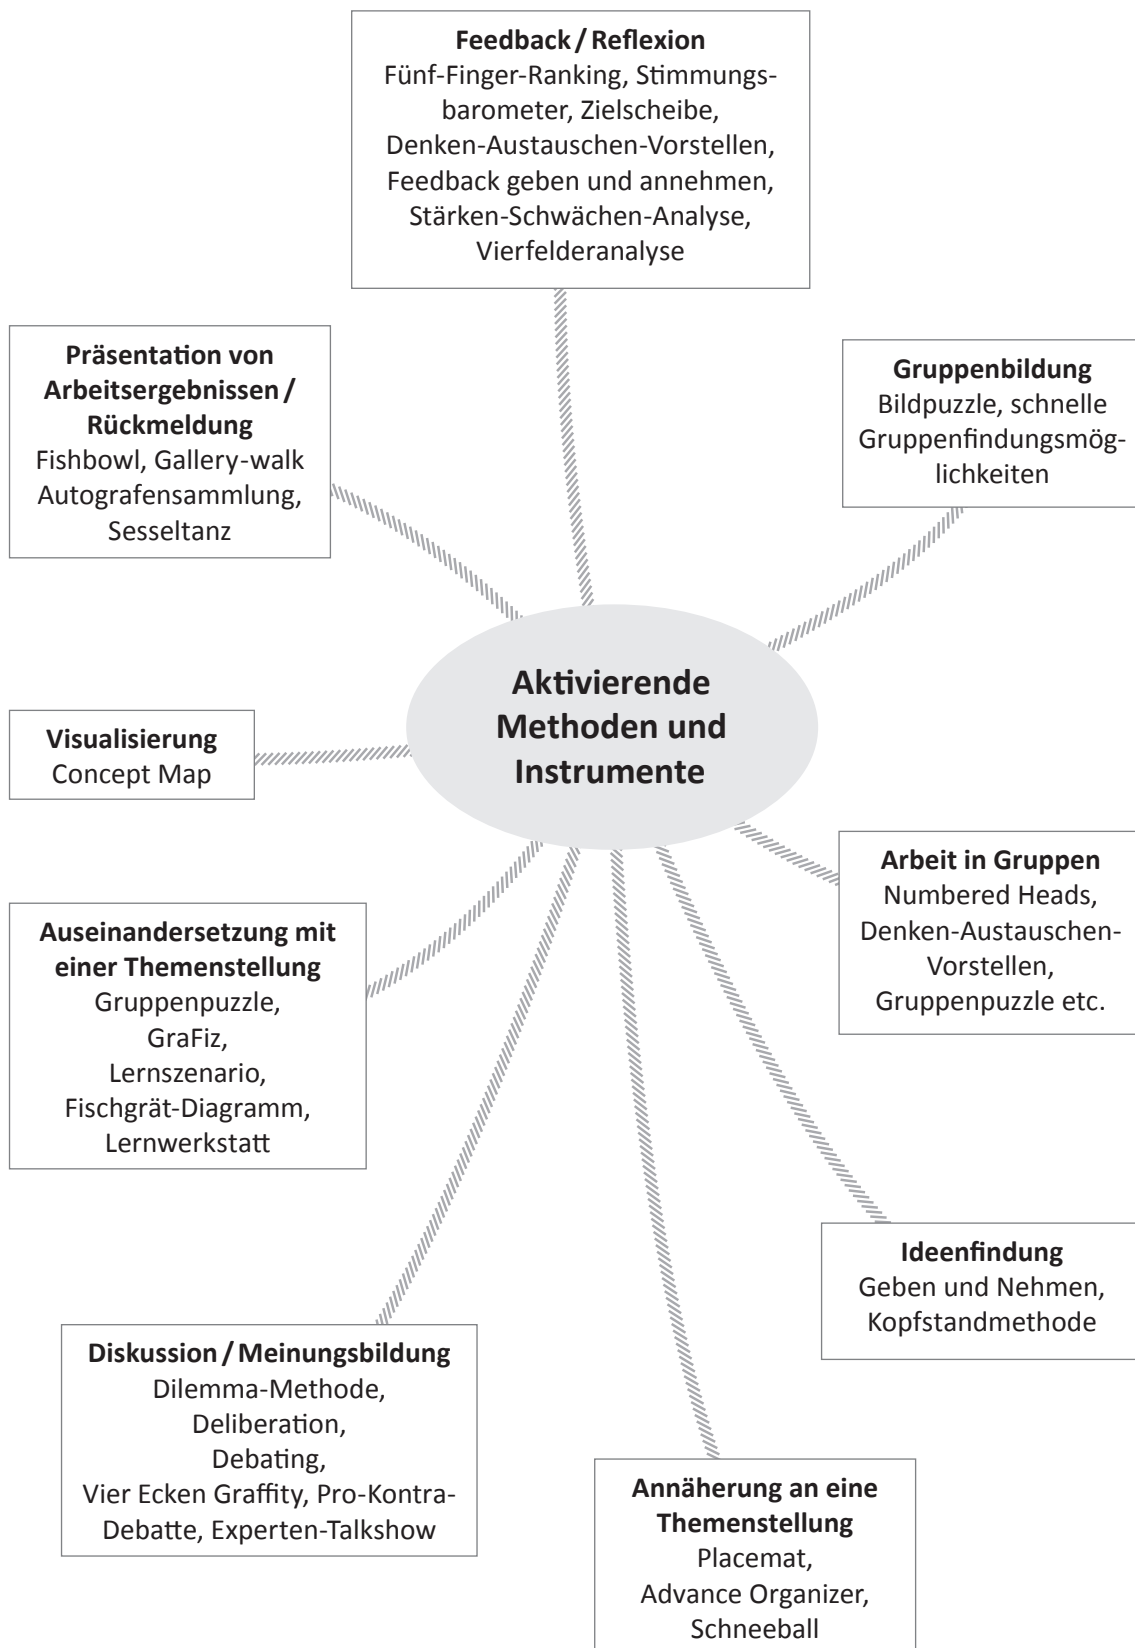 Feedback / Reflexion
Fünf-Finger-Ranking, Stimmungs-
barometer, Zielscheibe,
Denken-Austauschen-Vorstellen,
Feedback geben und annehmen,
Stärken-Schwächen-Analyse,
Vierfelderanalyse
Präsentation von
Arbeitsergebnissen /
Rückmeldung
Fishbowl, Gallery-walk
Autografensammlung,
Sesseltanz
Gruppenbildung
Bildpuzzle, schnelle
Gruppenfindungsmög-
lichkeiten
Aktivierende
Methoden und
Instrumente
Visualisierung
Concept Map
Arbeit in Gruppen
Numbered Heads,
Denken-Austauschen-
Vorstellen,
Gruppenpuzzle etc.
Auseinandersetzung mit
einer Themenstellung
Gruppenpuzzle,
GraFiz,
Lernszenario,
Fischgrät-Diagramm,
Lernwerkstatt
Ideenfindung
Geben und Nehmen,
Kopfstandmethode
Diskussion / Meinungsbildung
Dilemma-Methode,
Deliberation,
Debating,
Vier Ecken Graffity, Pro-Kontra-
Debatte, Experten-Talkshow
Annäherung an eine
Themenstellung
Placemat,
Advance Organizer,
Schneeball